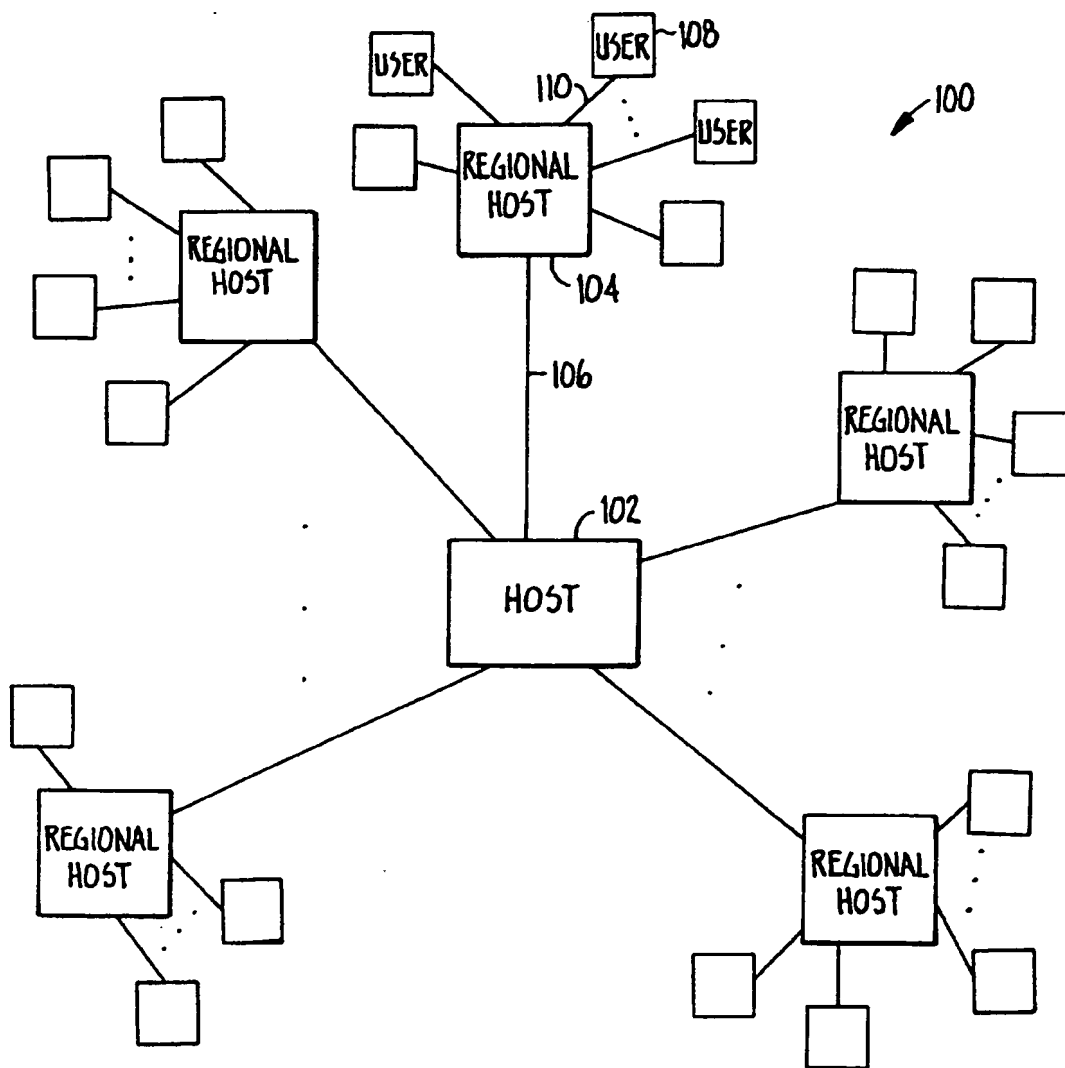 USER
USER
108
110
100
USER
REGIONAL
HOST
104
REGIONAL
HOST
106
REGIONAL
HOST
102
HOST
REGIONAL
HOST
REGIONAL
HOST